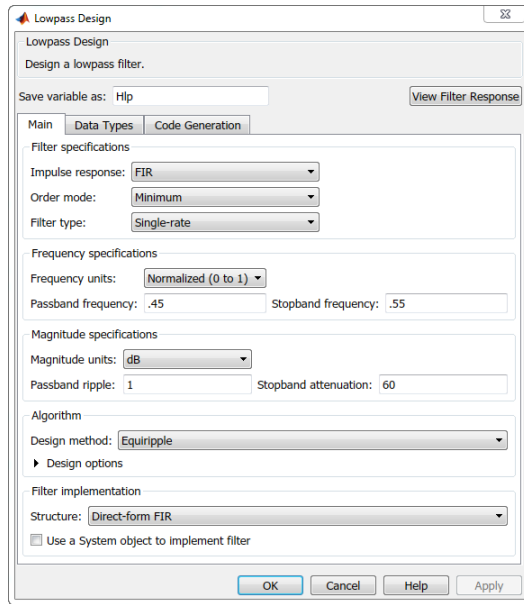 Lowpass Design
Lowpass Design
Design a lowpass filter.
Save variable as: Hlp View Filter Response
Main Data Types Code Generation
Filter specifications
Impulse response: FIR
Order mode: Minimum
Filter type: Single-rate
Frequency specifications
Frequency units: Normalized (0 to 1)
Passband frequency: .45 Stopband frequency: .55
Magnitude specifications
Magnitude units: dB
Passband ripple: 1 Stopband attenuation: 60
Algorithm
Design method: Equiripple
Design options
Filter implementation
Structure: Direct-form FIR
Use a System object to implement filter
OK Cancel Help Apply